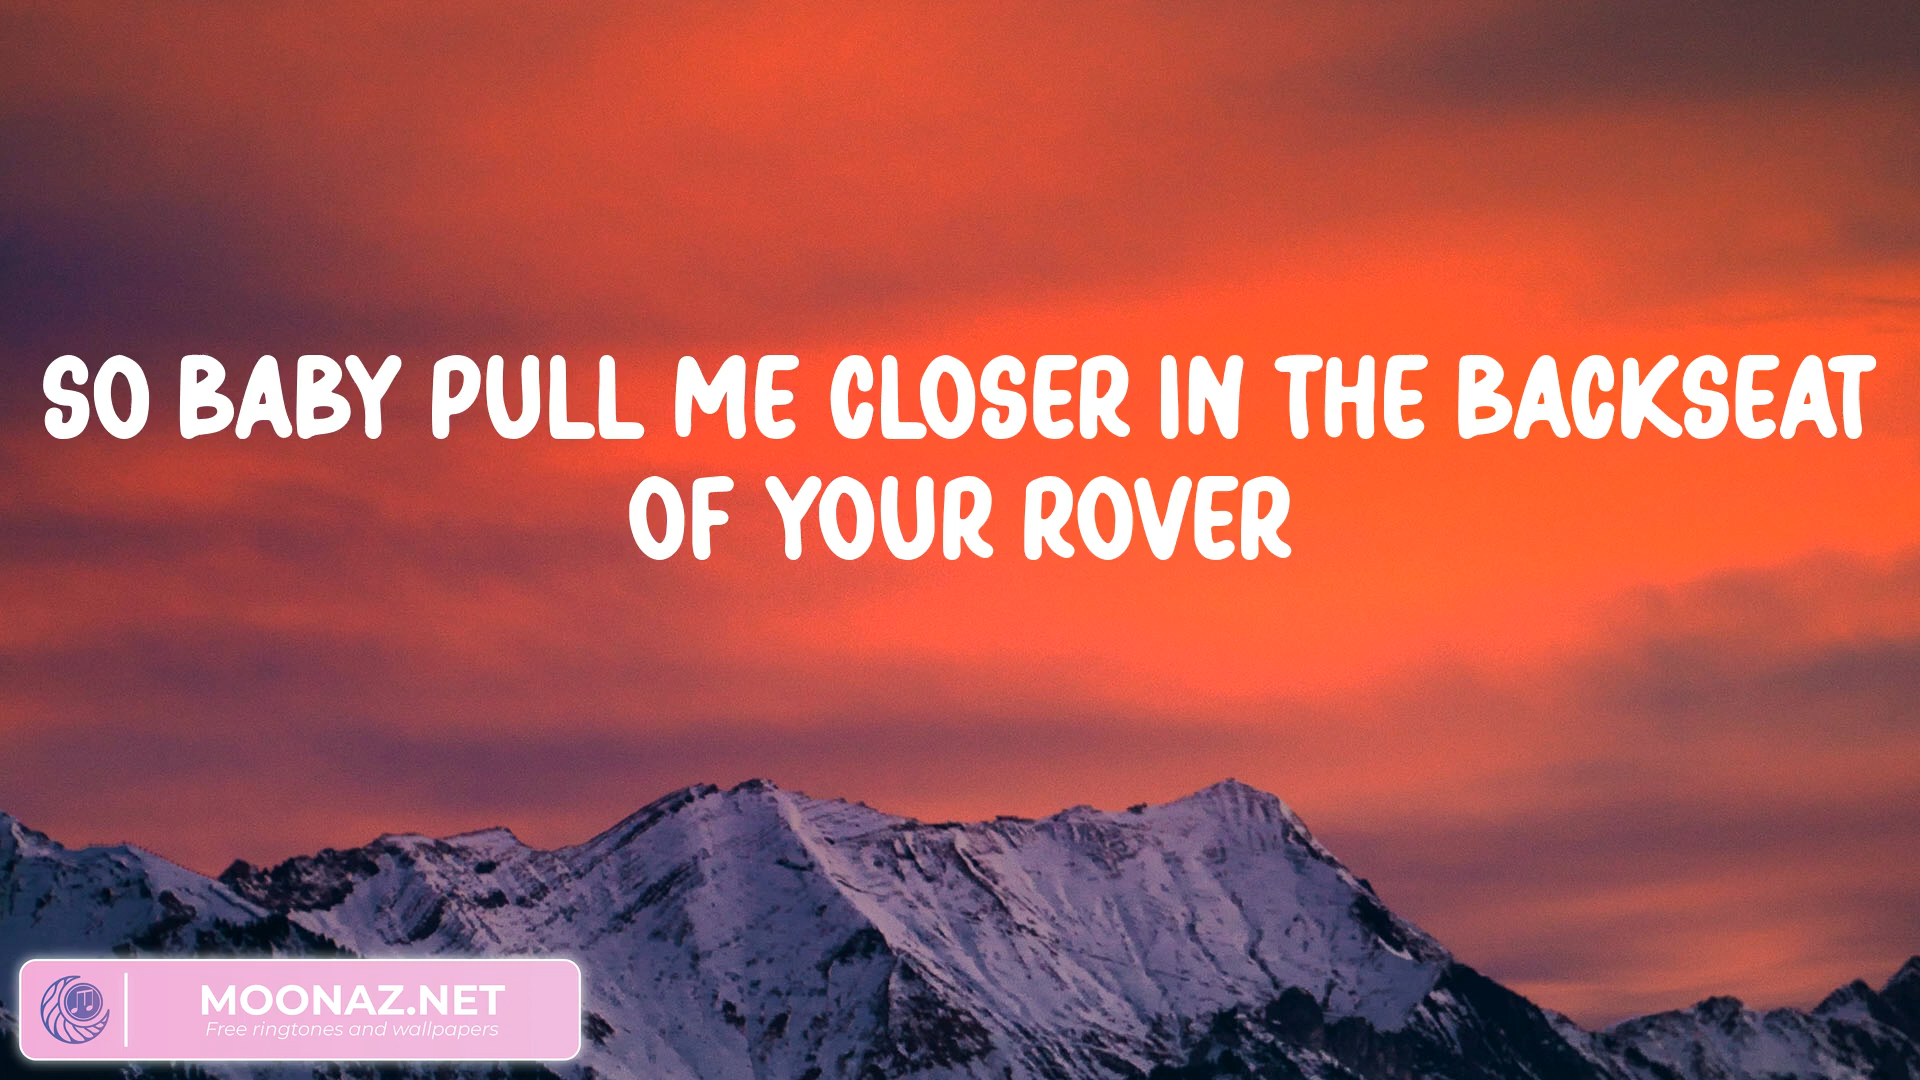 SO BABY PULL ME CLOSER IN THE BACKSEAT
OF YOUR ROVER
MOONAZ.NET
Free ringtones and wallpapers